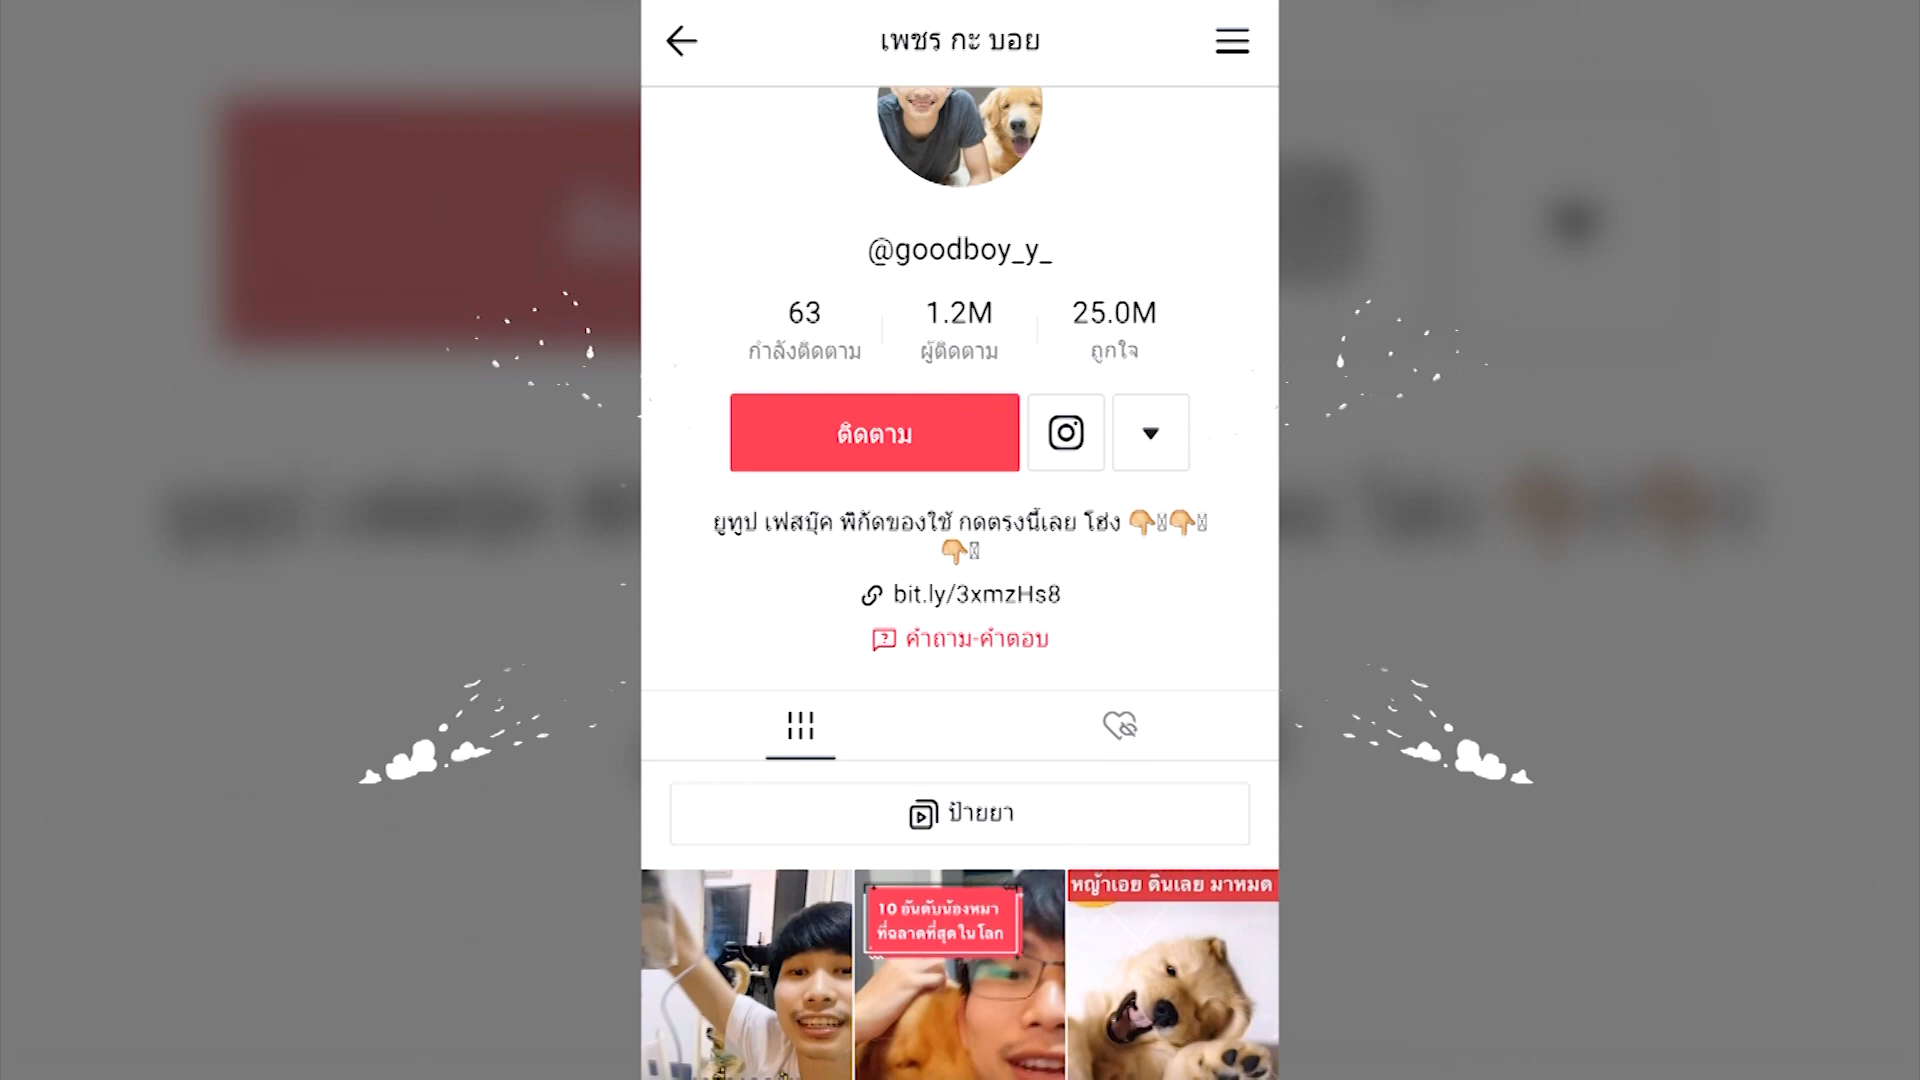 เพชร กะ บอย
@goodboy_y_
63
1.2M
25.0M
กำลังติดตาม
ผู้ติดตาม
ถูกใจ
ติดตาม
ยูทูป เฟสบุ๊ค พิกัดของใช้ กดตรงนี้เลย โฮ่ง 👇👇
👇
bit.ly/3xmzHs8
คำถาม-คำตอบ
ป้ายยา
10 อันดับน้องหมา
ที่ฉลาดที่สุดในโลก
หญ้าเอย ดินเลย มาหมด